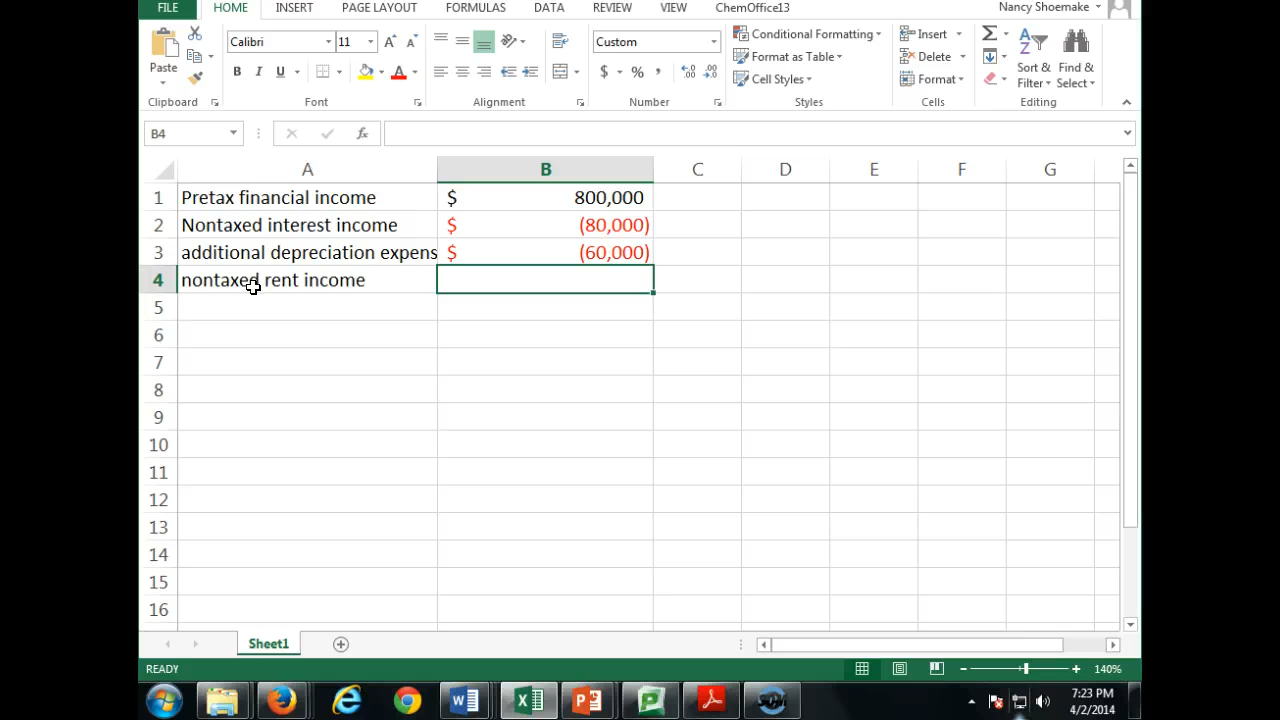 FILE HOME INSERT PAGE LAYOUT FORMULAS DATA REVIEW VIEW ChemOffice13 Nancy Shoemake
Calibri 11 A A Custom Conditional Formatting Insert
Paste B I U A $ % , Format as Table Delete Sort & Find &
Cell Styles Format Filter Select
Clipboard Font Alignment Number Styles Cells Editing
B4 fx
A B C D E F G
1 Pretax financial income $ 800,000
2 Nontaxed interest income $ (80,000)
3 additional depreciation expens $ (60,000)
4 nontaxed rent income
5
6
7
8
9
10
11
12
13
14
15
16
Sheet1
READY 140%
7:23 PM
4/2/2014